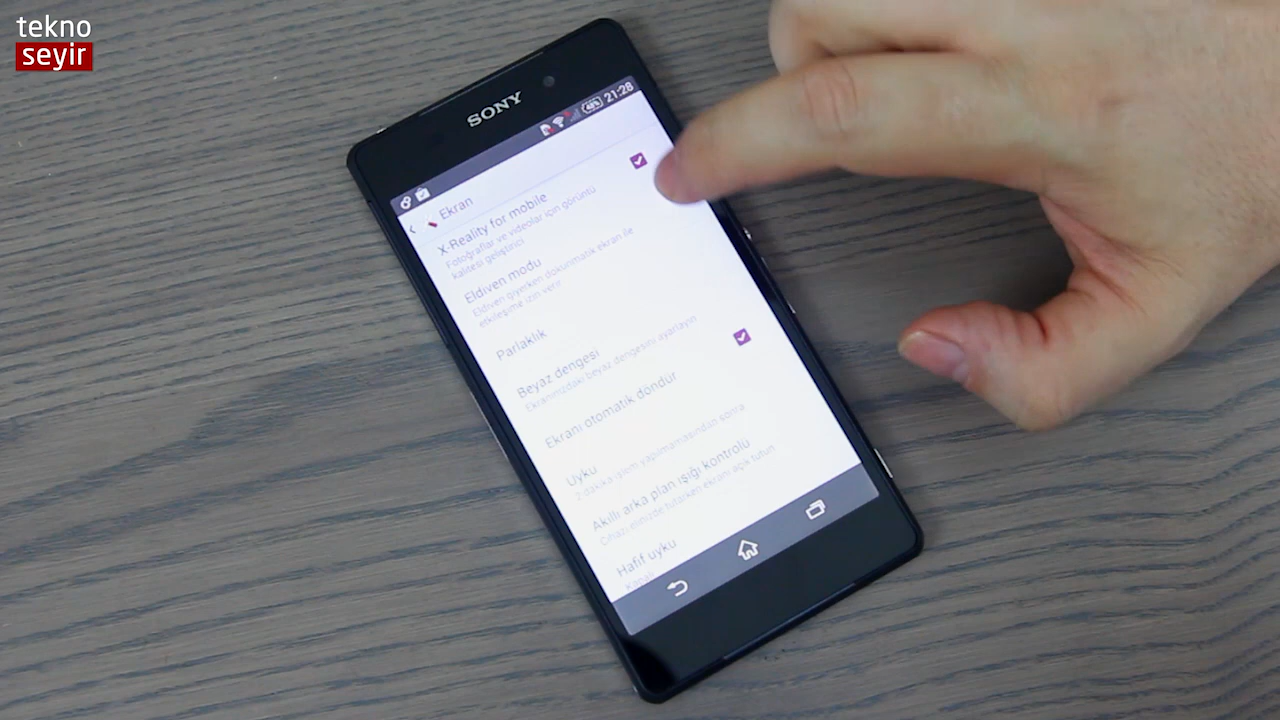 tekno
seyir
SONY
48%
21:28
Ekran
X-Reality for mobile
Fotoğraflar ve videolar için görüntü
kalitesi geliştirici
Eldiven modu
Eldiven giyerken dokunmatik ekran ile
etkileşime izin verir
Parlaklık
Beyaz dengesi
Ekranınızdaki beyaz dengesini ayarlayın
Ekranı otomatik döndür
Uyku
2 dakika işlem yapılmamasından sonra
Akıllı arka plan ışığı kontrolü
Cihazı elinizde tutarken ekranı açık tutun
Hafif uyku
Kapalı